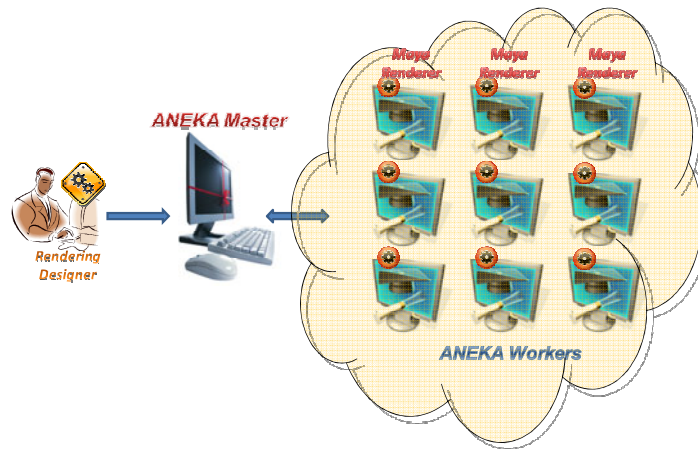 Maya Maya Maya
Renderer Renderer Renderer
ANEKA Master
Rendering
Designer
ANEKA Workers